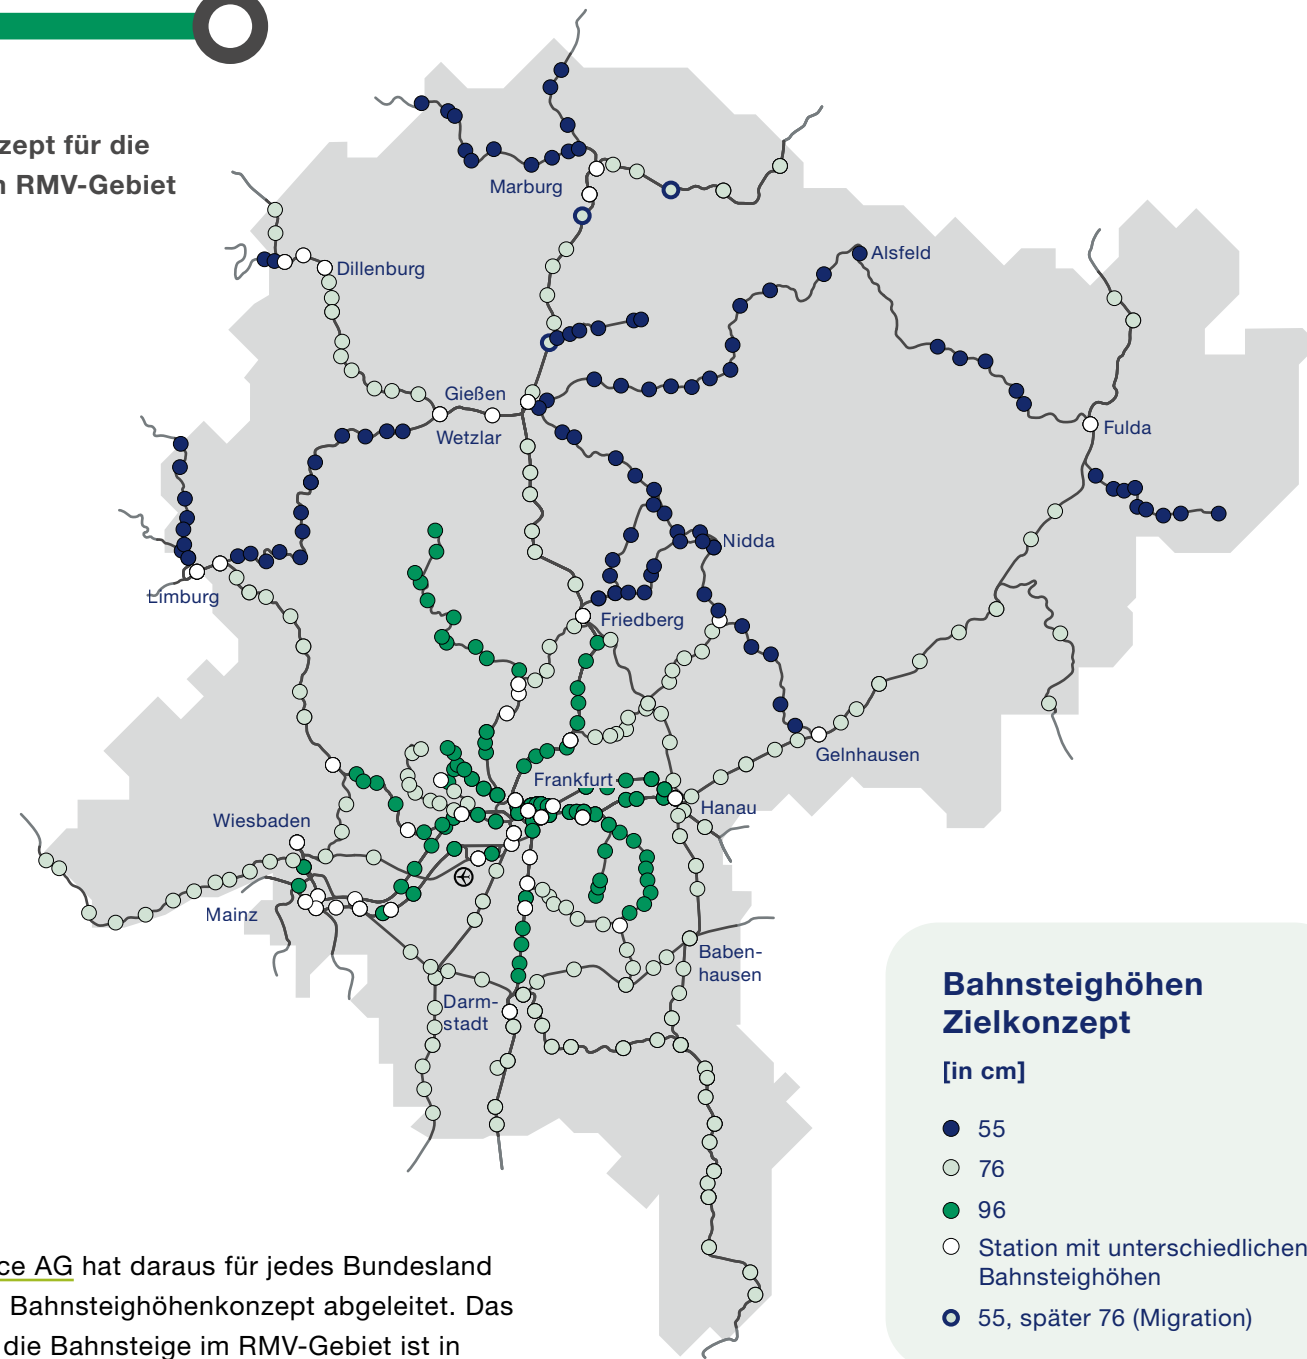 zept für die
n RMV-Gebiet
Marburg
Dillenburg
Alsfeld
Gießen
Wetzlar
Fulda
Nidda
Limburg
Friedberg
Gelnhausen
Frankfurt
Hanau
Wiesbaden
Mainz
Baben-
hausen
Darm-
stadt
Bahnsteighöhen
Zielkonzept
[in cm]
55
76
96
Station mit unterschiedlichen
Bahnsteighöhen
55, später 76 (Migration)
ce AG hat daraus für jedes Bundesland
Bahnsteighöhenkonzept abgeleitet. Das
die Bahnsteige im RMV-Gebiet ist in